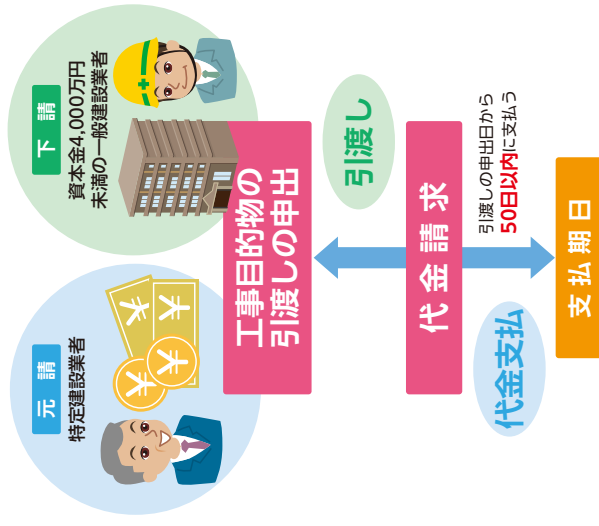 元請
特定建設業者
下請
資本金4,000万円
未満の一般建設業者
工事目的物の
引渡しの申出
引渡し
代金請求
代金支払
引渡しの申出日から
50日以内に支払う
支払期日